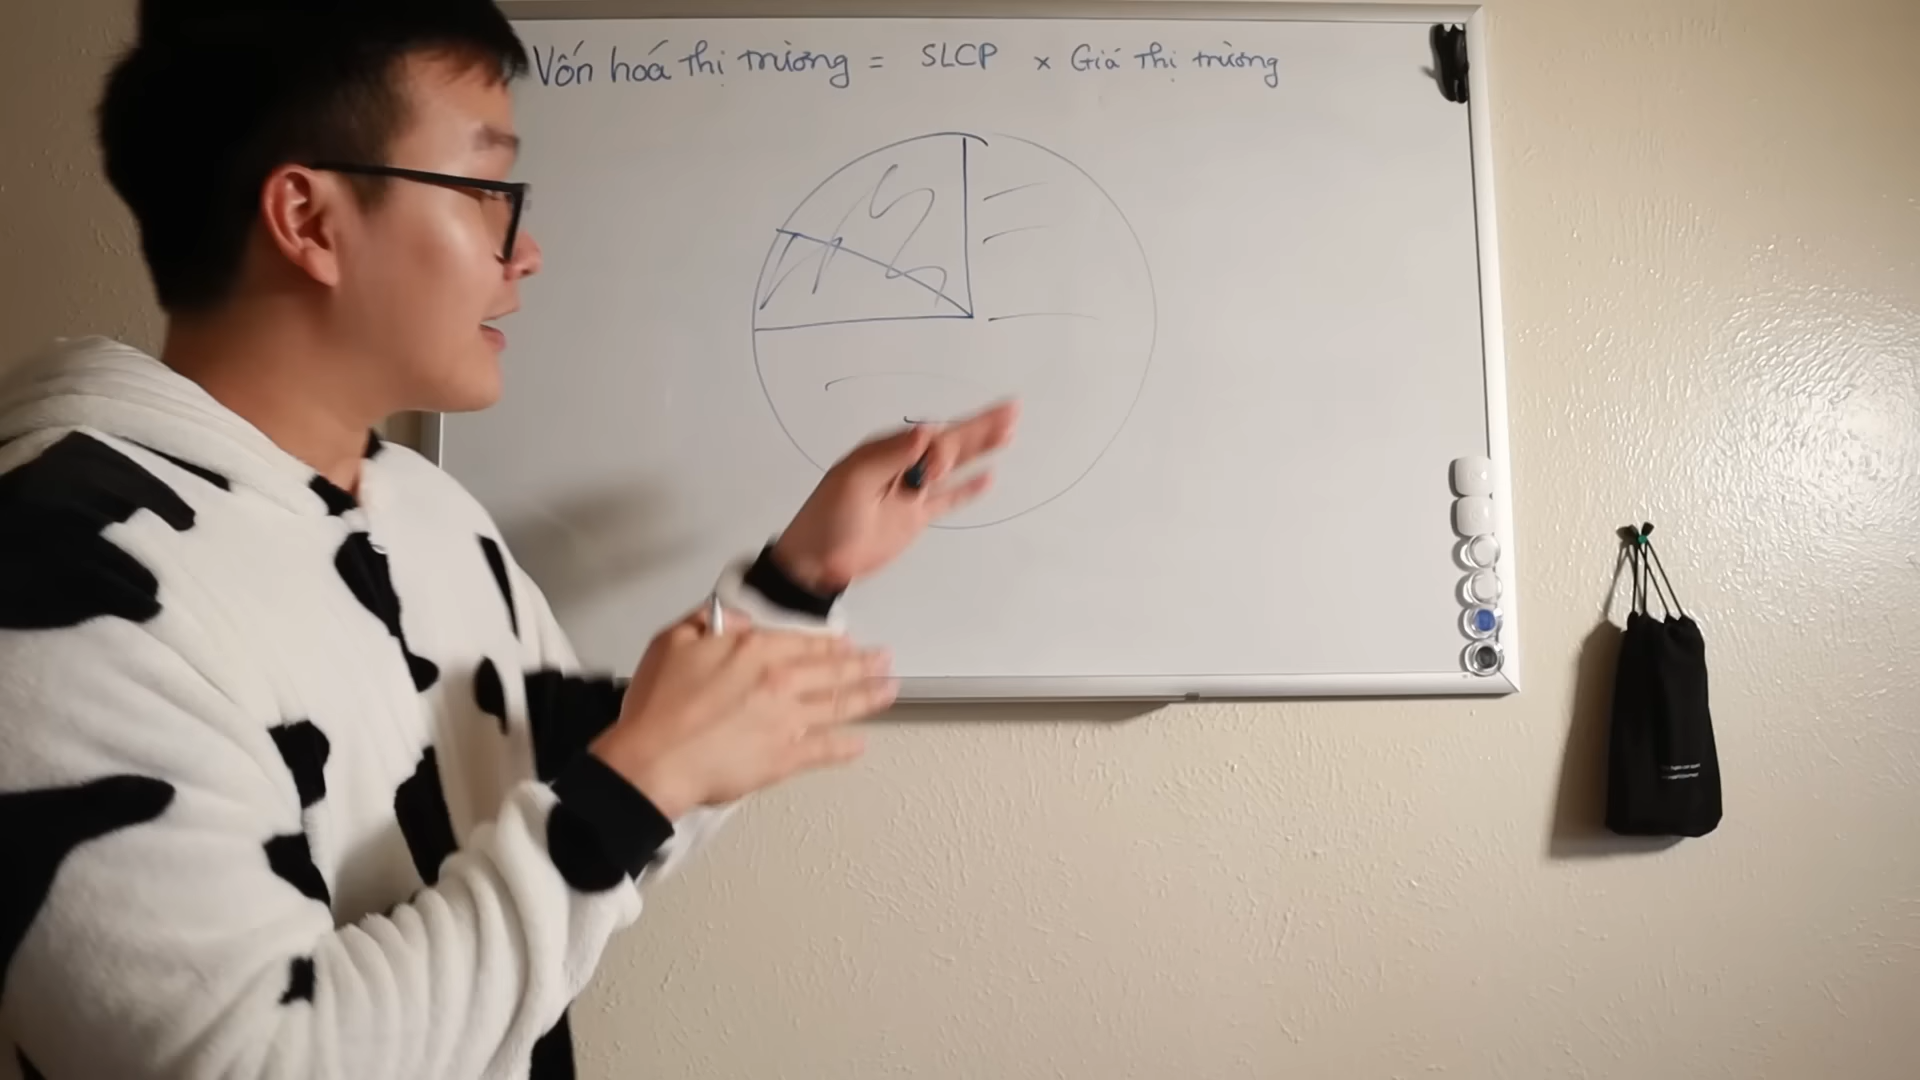 Vốn hoá thị trường = SLCP x Giá thị trường